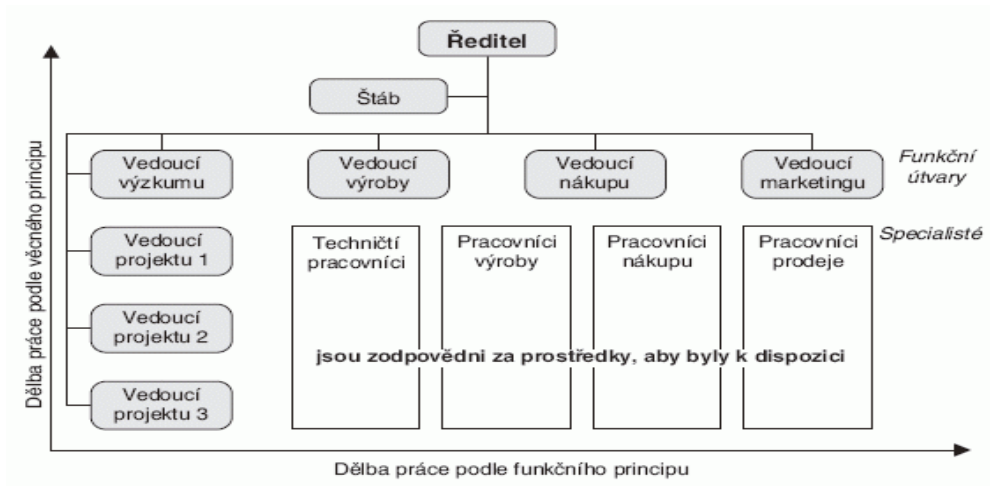 Ředitel
Štáb
Vedoucí
výzkumu
Vedoucí
výroby
Vedoucí
nákupu
Vedoucí
marketingu
Funkční
útvary
Vedoucí
projektu 1
Techničtí
pracovníci
Pracovníci
výroby
Pracovníci
nákupu
Pracovníci
prodeje
Specialisté
Vedoucí
projektu 2
jsou zodpovědni za prostředky, aby byly k dispozici
Vedoucí
projektu 3
Dělba práce podle věcného principu
Dělba práce podle funkčního principu